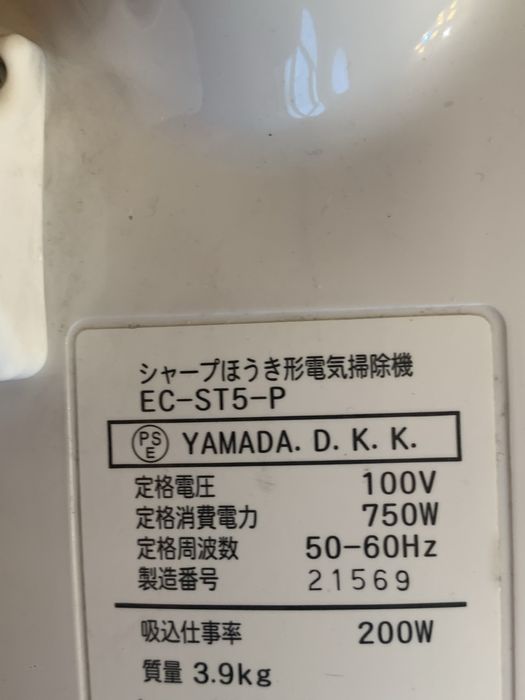 シャープほうき形電気掃除機
EC-ST5-P
PS
E YAMADA. D. K. K.
定格電圧 100V
定格消費電力 750W
定格周波数 50-60Hz
製造番号 21569
吸込仕事率 200W
質量 3.9kg